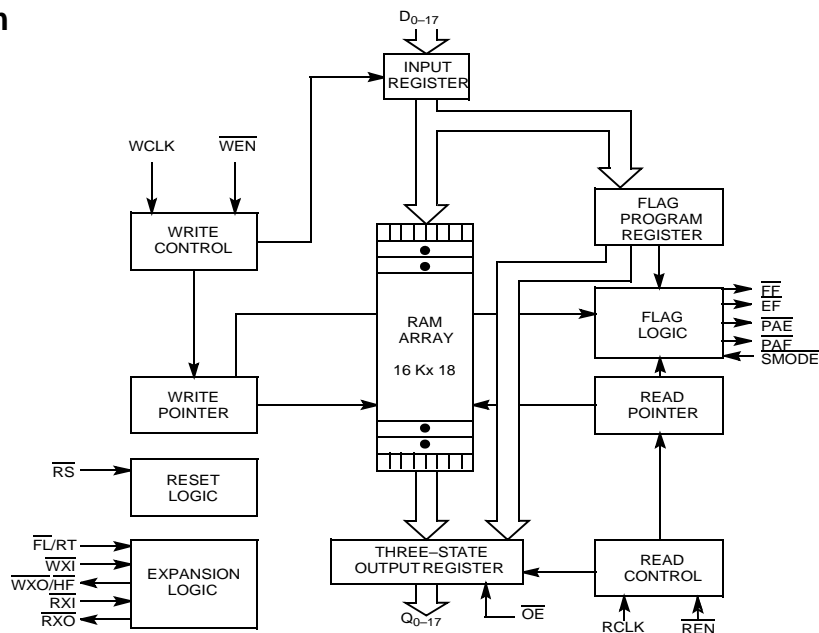 n
D0–17
INPUT
REGISTER
WCLK
WEN
WRITE
CONTROL
FLAG
PROGRAM
REGISTER
RAM
ARRAY
16 Kx 18
FLAG
LOGIC
FF
EF
PAE
PAF
SMODE
WRITE
POINTER
READ
POINTER
RS
RESET
LOGIC
FL/RT
WXI
WXO/HF
RXI
RXO
EXPANSION
LOGIC
THREE–STATE
OUTPUT REGISTER
READ
CONTROL
Q0–17
OE
RCLK
REN